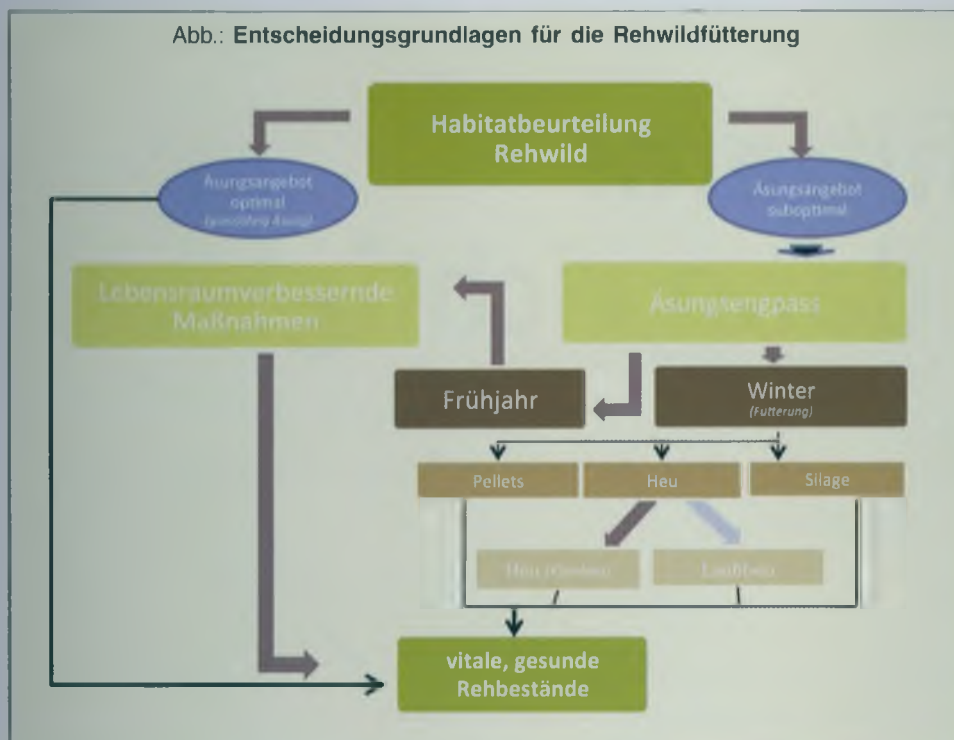 Abb.: Entscheidungsgrundlagen für die Rehwildfütterung
Habitatbeurteilung
Rehwild
Äsungsangebot
optimal
Äsungsangebot
suboptimal
Lebensraumverbessernde
Maßnahmen
Äsungsengpass
Frühjahr
Winter
(Fütterung)
Pellets
Heu
Silage
Heu
vitale, gesunde
Rehbestände